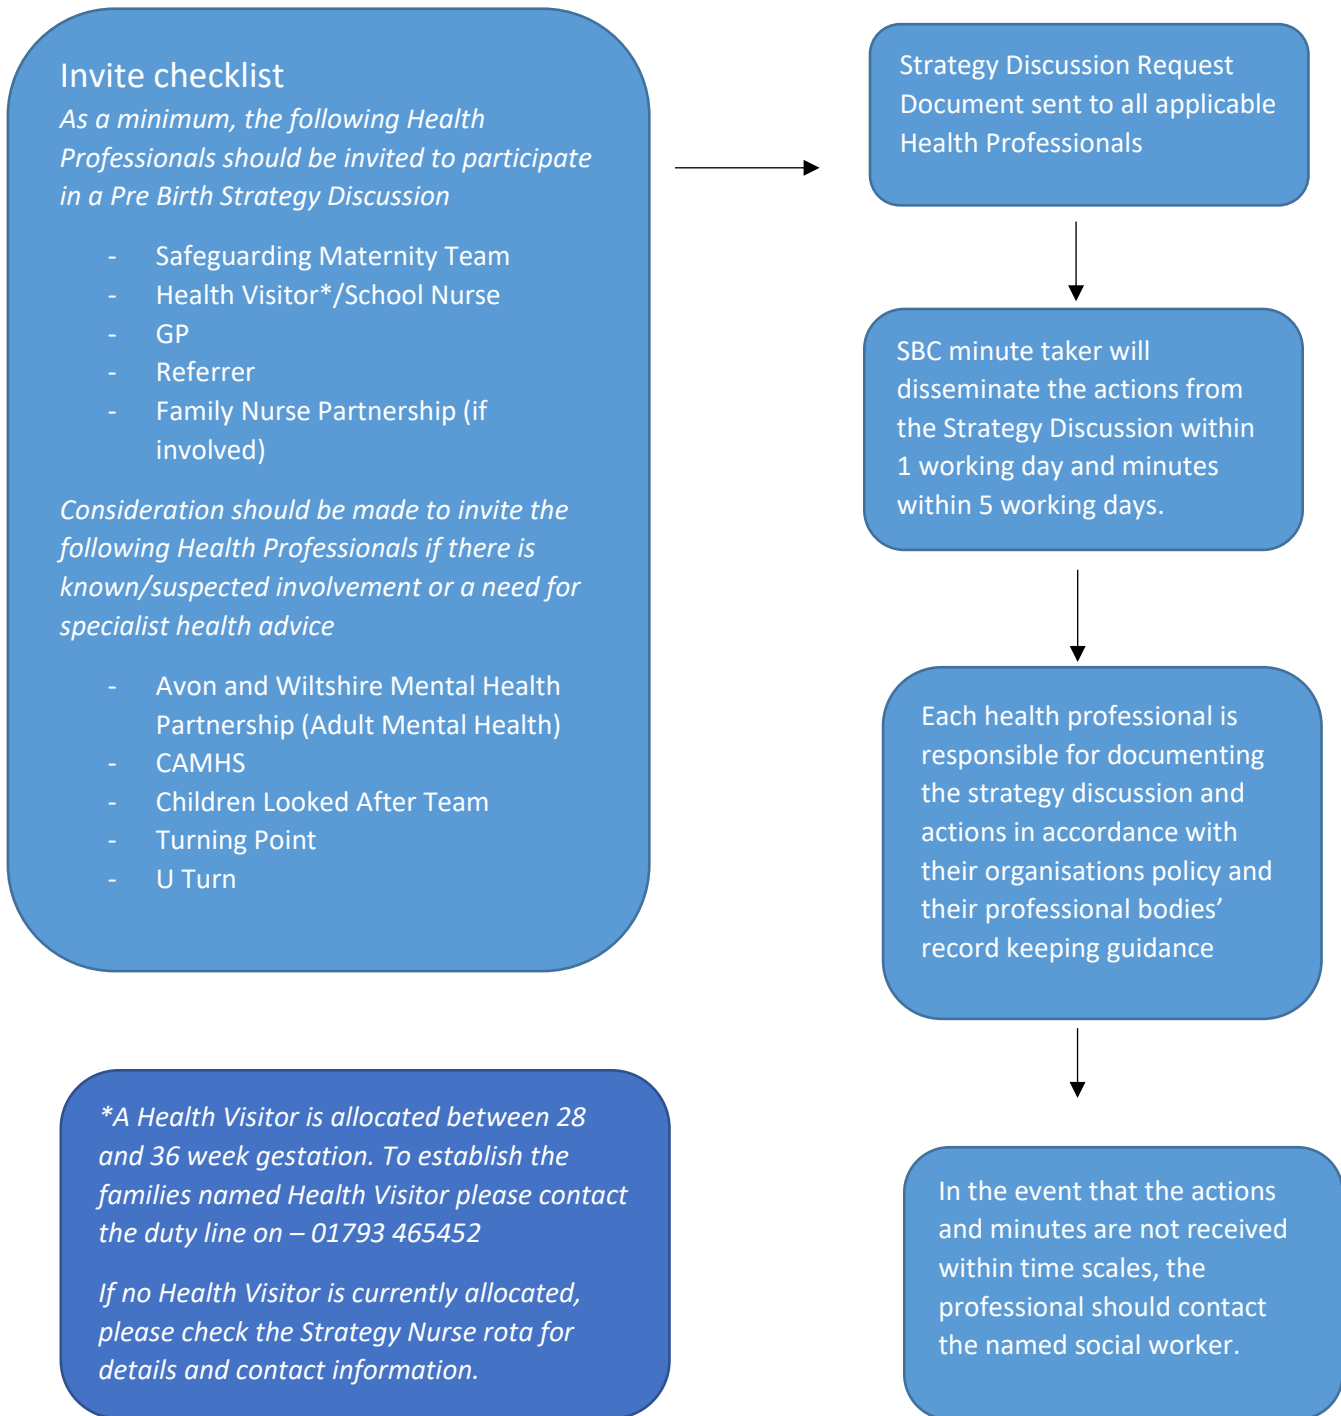 Invite checklist
As a minimum, the following Health
Professionals should be invited to participate
in a Pre Birth Strategy Discussion
- Safeguarding Maternity Team
- Health Visitor*/School Nurse
- GP
- Referrer
- Family Nurse Partnership (if
involved)
Consideration should be made to invite the
following Health Professionals if there is
known/suspected involvement or a need for
specialist health advice
- Avon and Wiltshire Mental Health
Partnership (Adult Mental Health)
- CAMHS
- Children Looked After Team
- Turning Point
- U Turn
*A Health Visitor is allocated between 28
and 36 week gestation. To establish the
families named Health Visitor please contact
the duty line on – 01793 465452
If no Health Visitor is currently allocated,
please check the Strategy Nurse rota for
details and contact information.
Strategy Discussion Request
Document sent to all applicable
Health Professionals
SBC minute taker will
disseminate the actions from
the Strategy Discussion within
1 working day and minutes
within 5 working days.
Each health professional is
responsible for documenting
the strategy discussion and
actions in accordance with
their organisations policy and
their professional bodies’
record keeping guidance
In the event that the actions
and minutes are not received
within time scales, the
professional should contact
the named social worker.